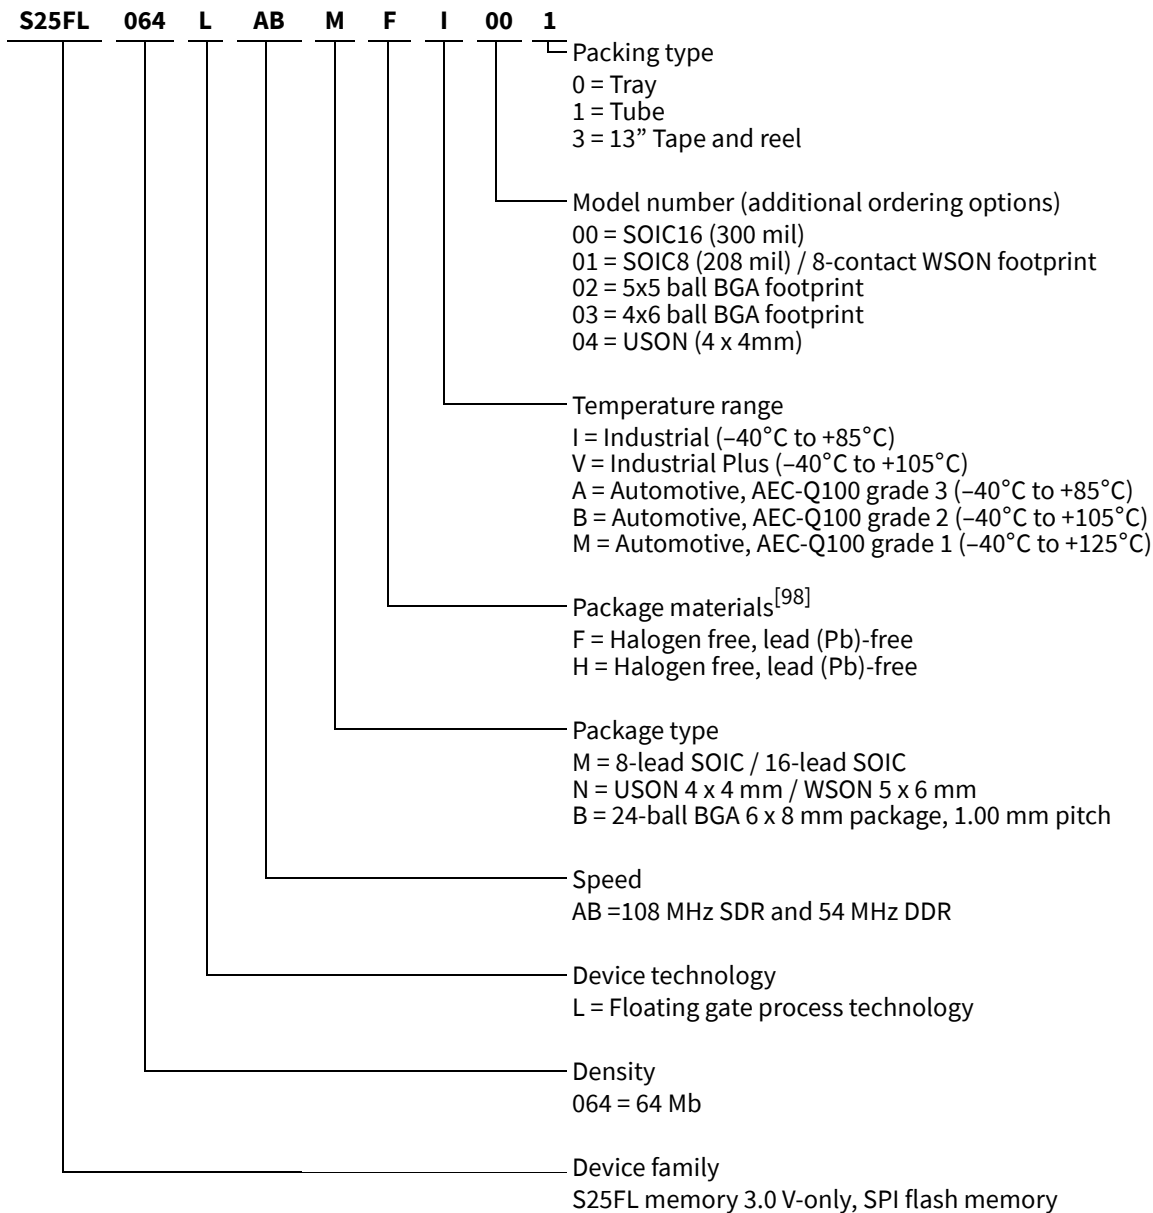 S25FL 064 L AB M F I 00 1
Packing type
0 = Tray
1 = Tube
3 = 13” Tape and reel
Model number (additional ordering options)
00 = SOIC16 (300 mil)
01 = SOIC8 (208 mil) / 8-contact WSON footprint
02 = 5x5 ball BGA footprint
03 = 4x6 ball BGA footprint
04 = USON (4 x 4mm)
Temperature range
I = Industrial (–40°C to +85°C)
V = Industrial Plus (–40°C to +105°C)
A = Automotive, AEC-Q100 grade 3 (–40°C to +85°C)
B = Automotive, AEC-Q100 grade 2 (–40°C to +105°C)
M = Automotive, AEC-Q100 grade 1 (–40°C to +125°C)
Package materials[98]
F = Halogen free, lead (Pb)-free
H = Halogen free, lead (Pb)-free
Package type
M = 8-lead SOIC / 16-lead SOIC
N = USON 4 x 4 mm / WSON 5 x 6 mm
B = 24-ball BGA 6 x 8 mm package, 1.00 mm pitch
Speed
AB =108 MHz SDR and 54 MHz DDR
Device technology
L = Floating gate process technology
Density
064 = 64 Mb
Device family
S25FL memory 3.0 V-only, SPI flash memory